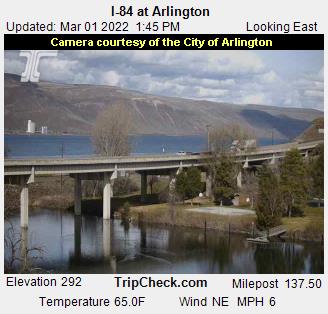 I-84 at Arlington
Updated: Mar 01 2022 1:45 PM Looking East
Camera courtesy of the City of Arlington
Elevation 292 TripCheck.com Milepost 137.50
Temperature 65.0F Wind NE MPH 6